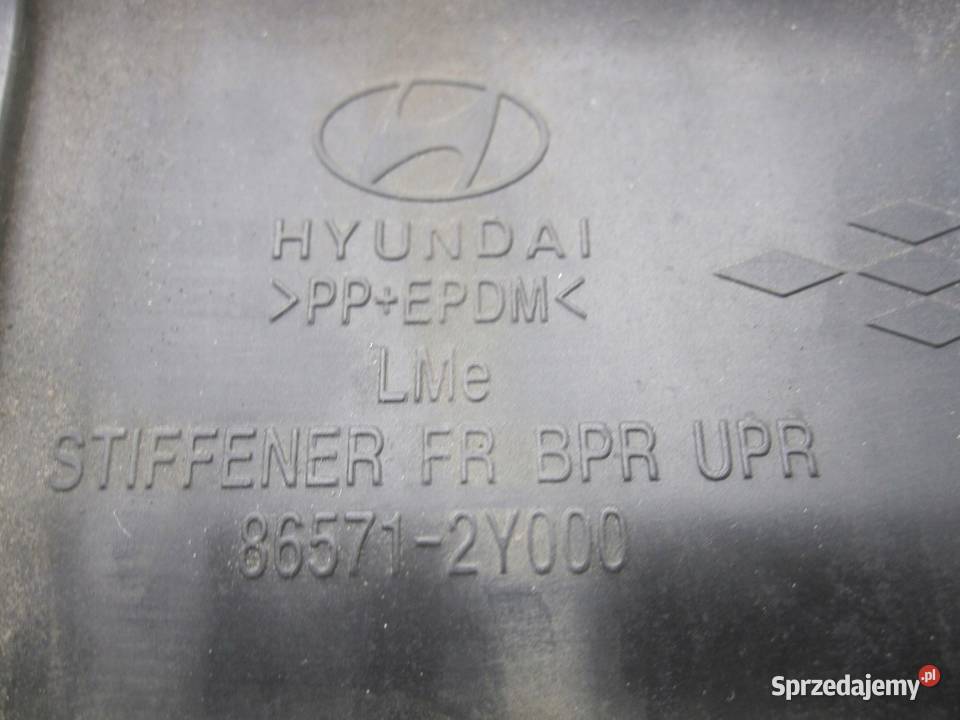 HYUNDAI
>PP+EPDM<
LMe
STIFFENER FR BPR UPR
86571-2Y000
Sprzedajemy.pl